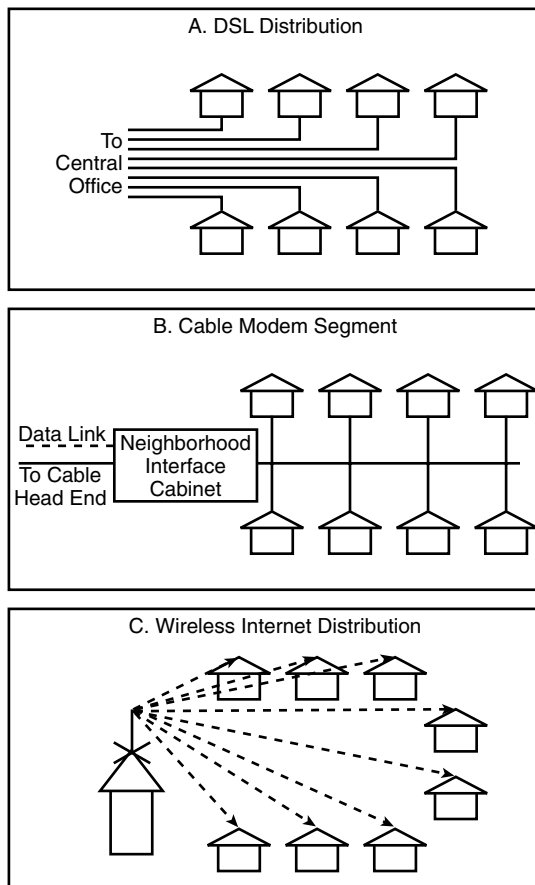 A. DSL Distribution
To
Central
Office
B. Cable Modem Segment
Data Link
To Cable
Head End
Neighborhood
Interface
Cabinet
C. Wireless Internet Distribution